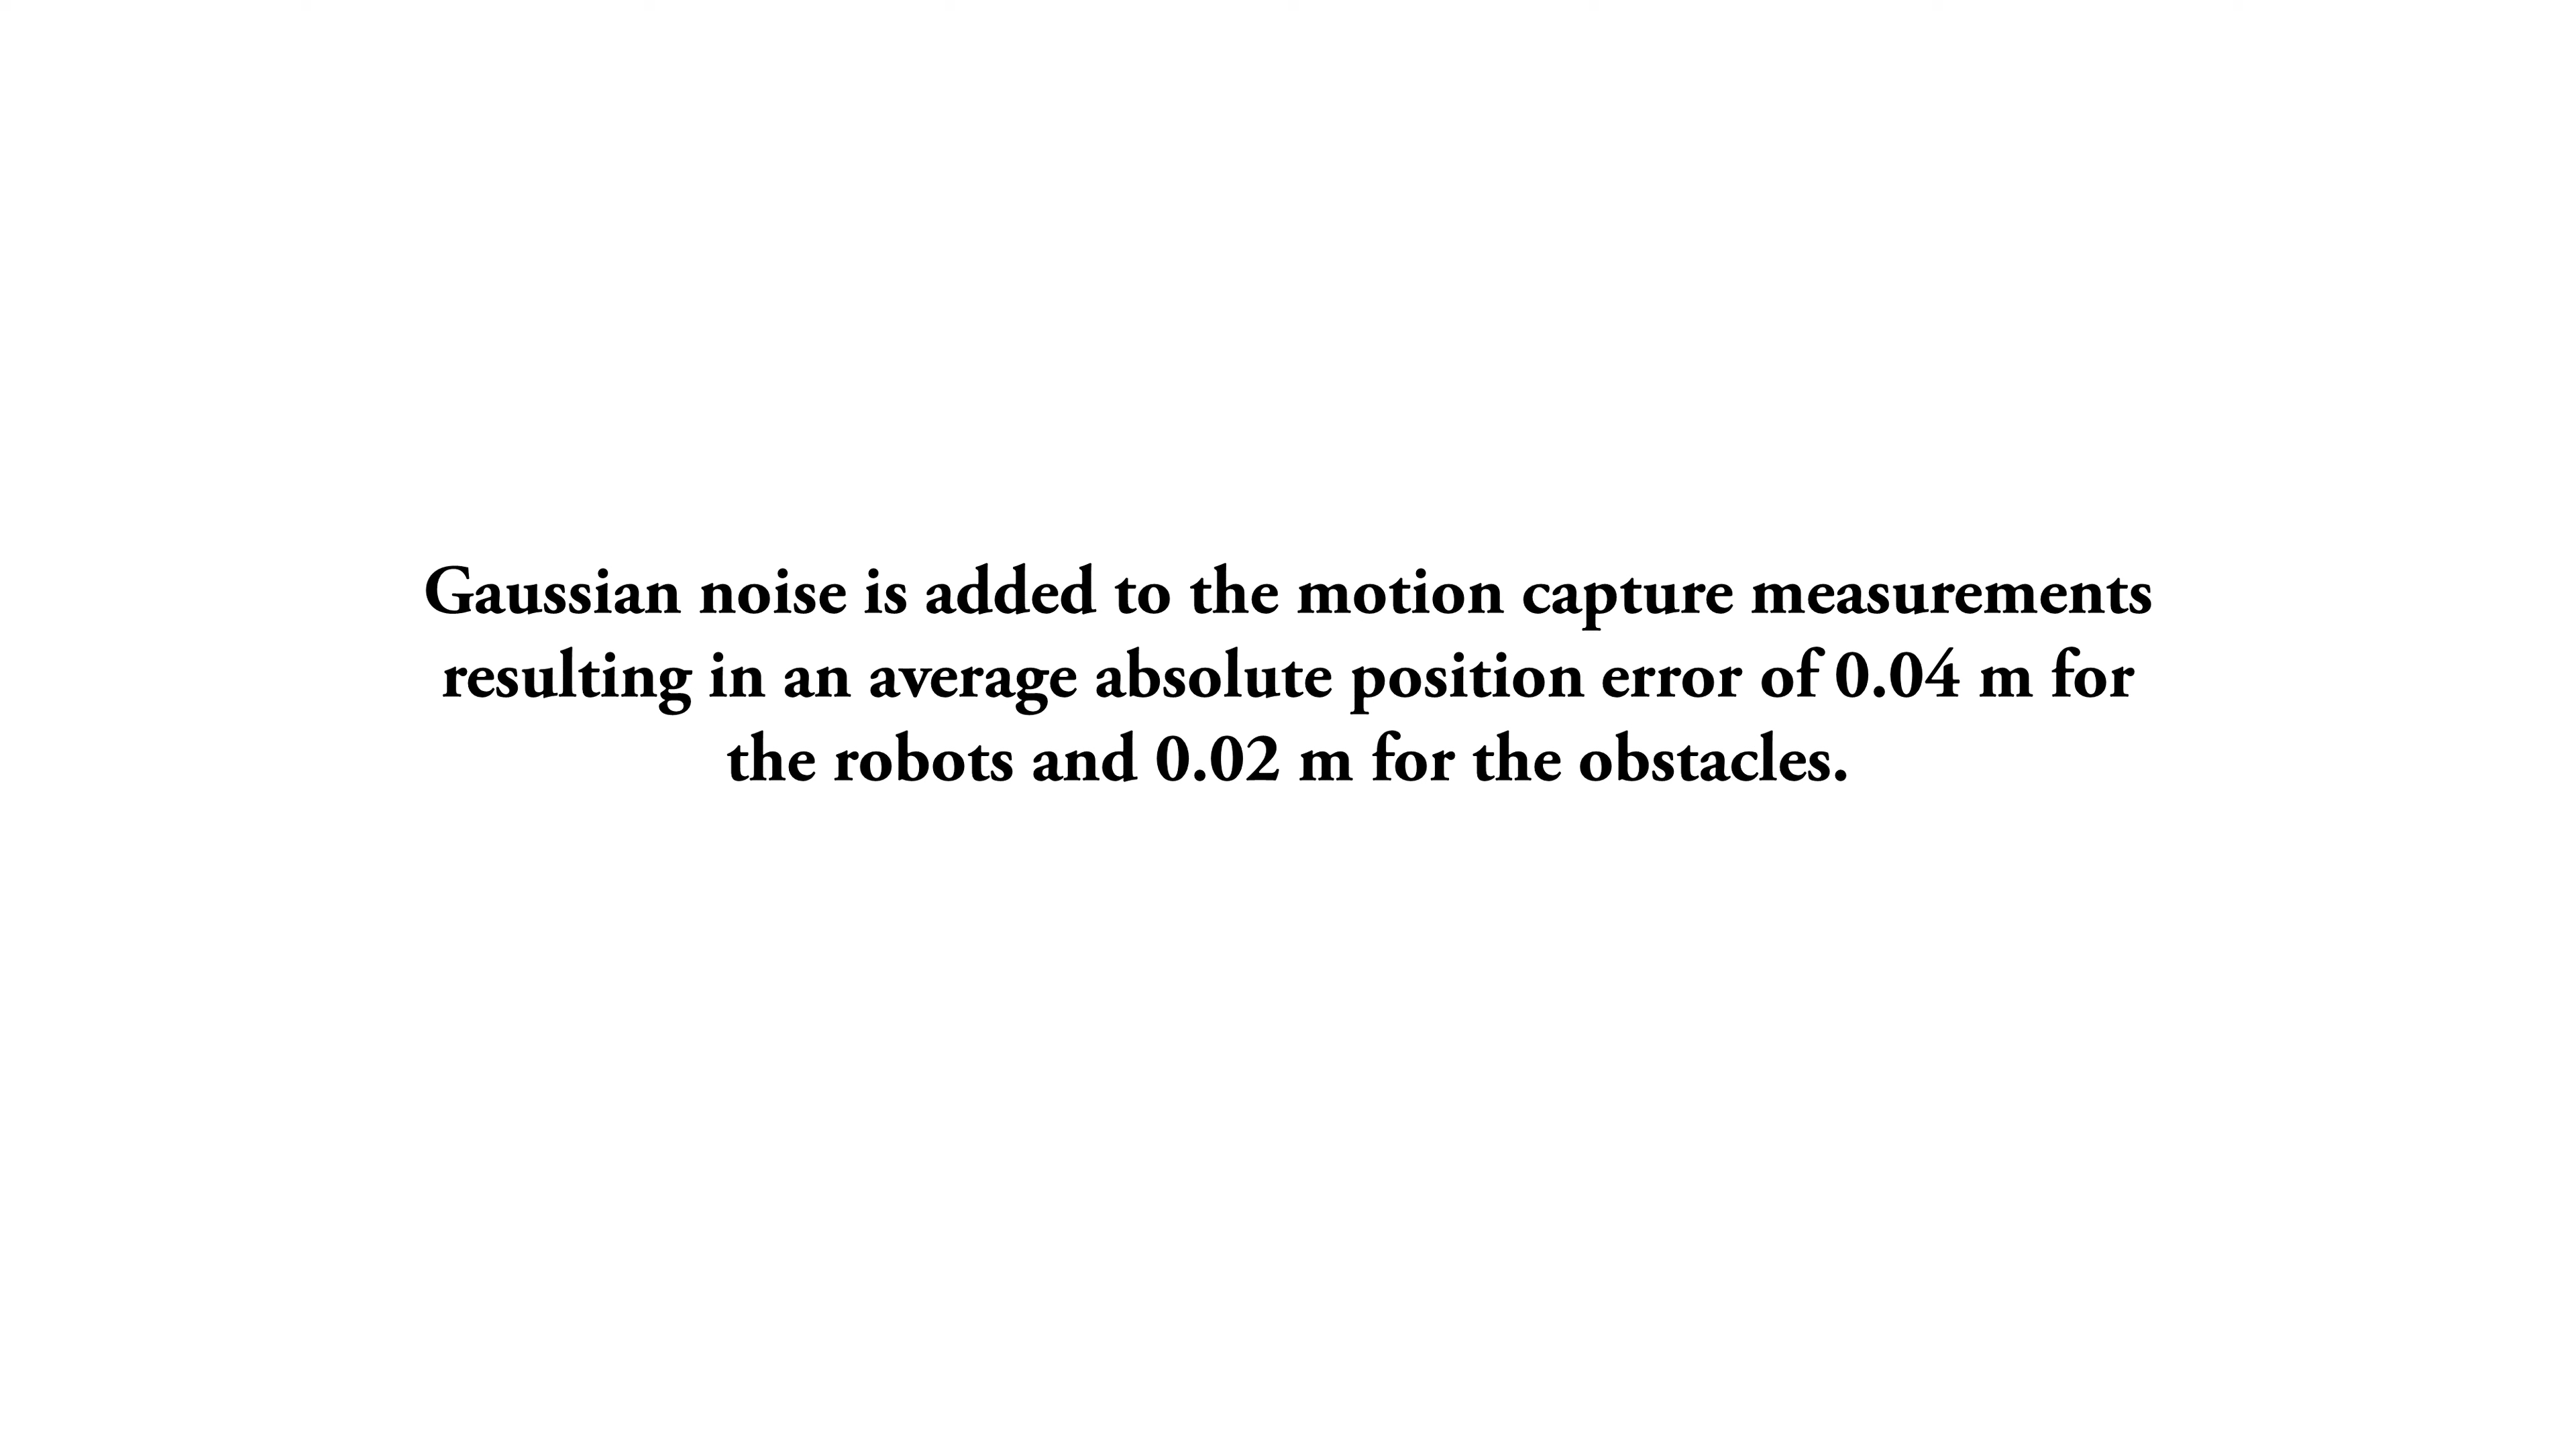 Gaussian noise is added to the motion capture measurements
resulting in an average absolute position error of 0.04 m for
the robots and 0.02 m for the obstacles.